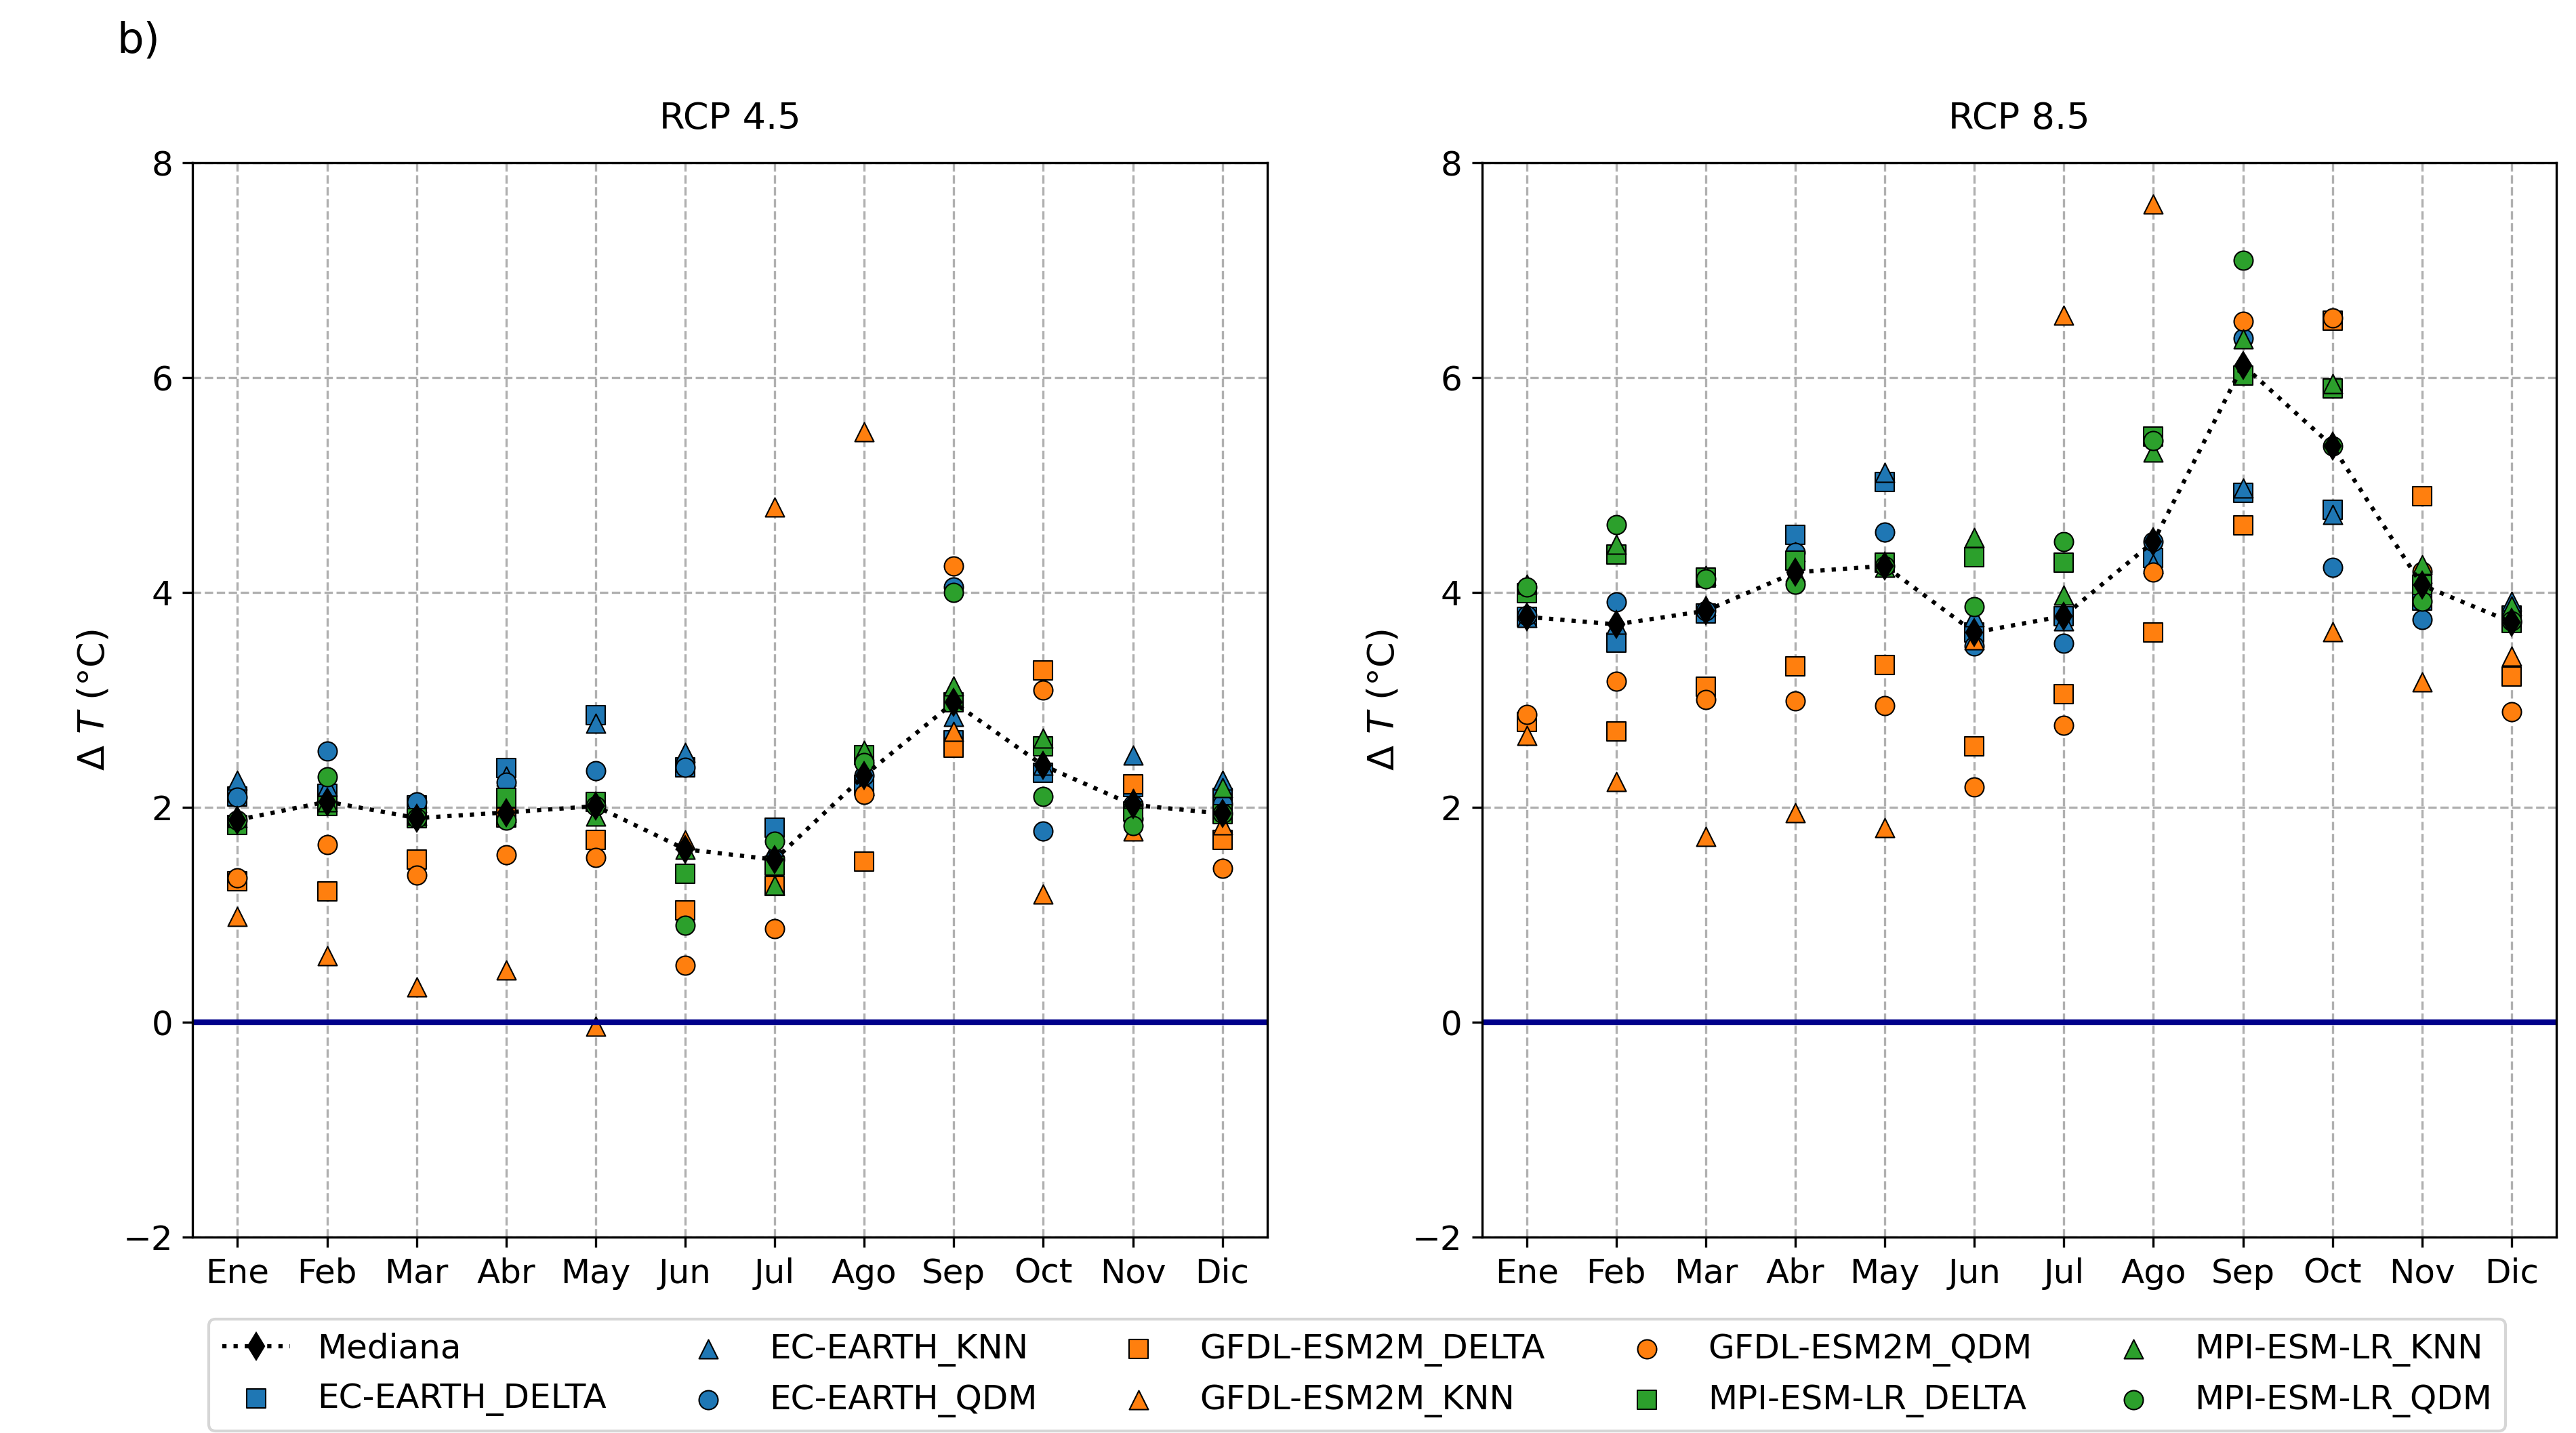 b)
RCP 4.5
RCP 8.5
8
6
4
2
0
−2
Δ T (°C)
Ene Feb Mar Abr May Jun Jul Ago Sep Oct Nov Dic
8
6
4
2
0
−2
Δ T (°C)
Ene Feb Mar Abr May Jun Jul Ago Sep Oct Nov Dic
Mediana EC-EARTH_KNN GFDL-ESM2M_DELTA GFDL-ESM2M_QDM MPI-ESM-LR_KNN
EC-EARTH_DELTA EC-EARTH_QDM GFDL-ESM2M_KNN MPI-ESM-LR_DELTA MPI-ESM-LR_QDM